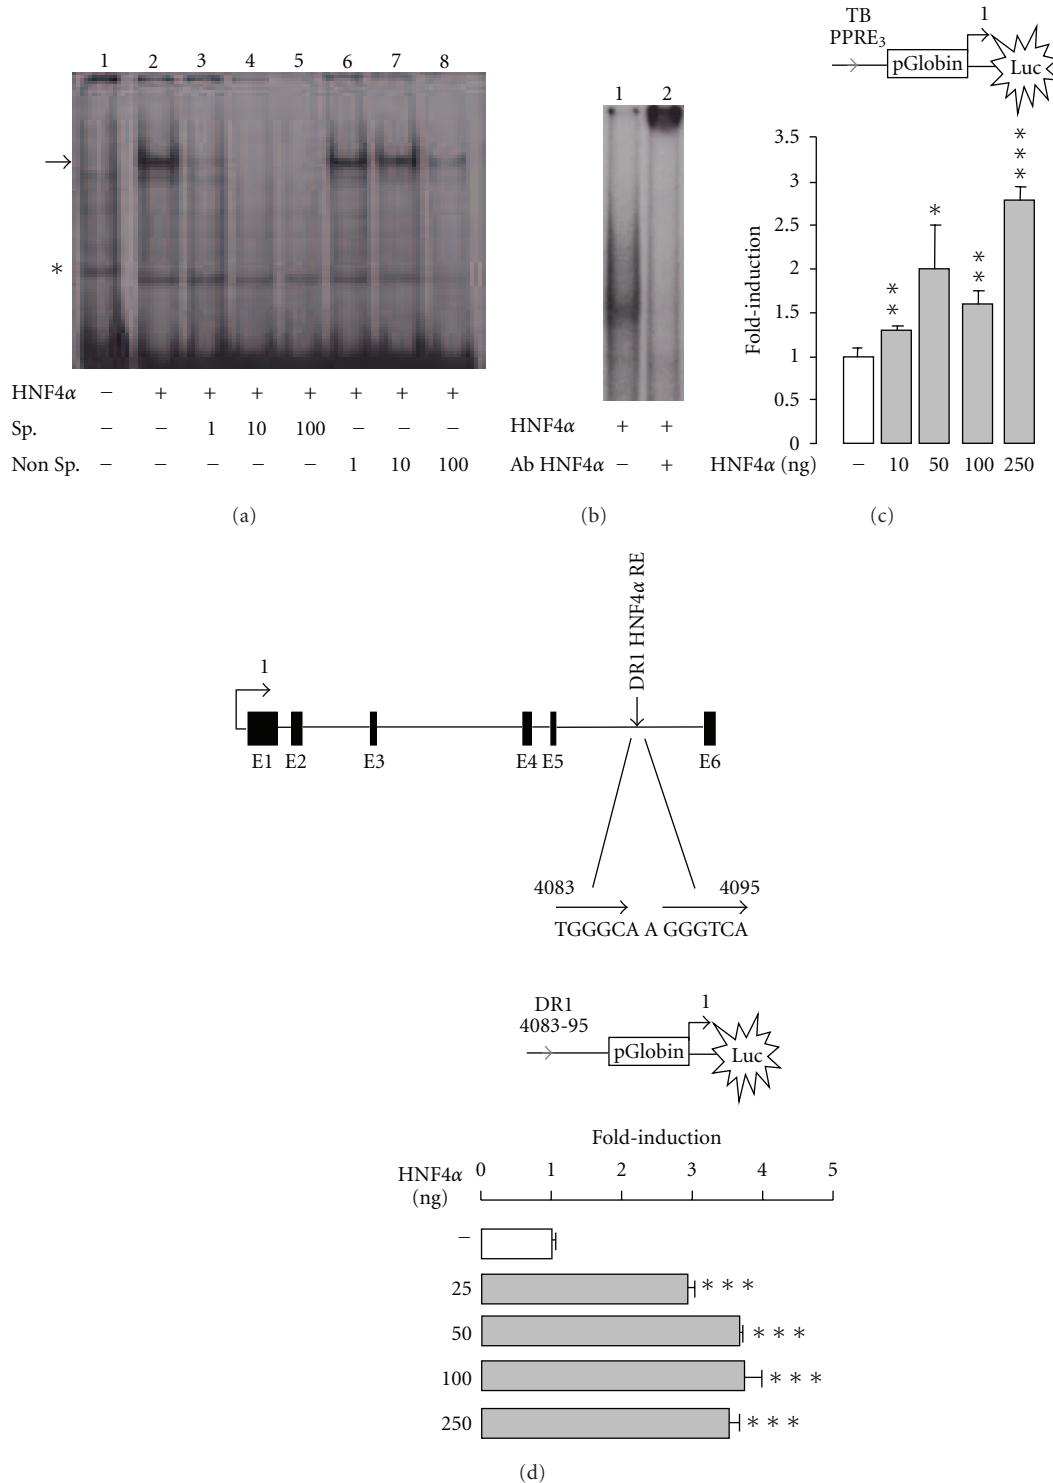 1 2 3 4 5 6 7 8
*
HNF4α − + + + + + + +
Sp. − − 1 10 100 − − −
Non Sp. − − − − − 1 10 100
(a)
1 2
HNF4α + +
Ab HNF4α − +
(b)
TB
PPRE3
1
pGlobin
Luc
Fold-induction
3.5
3
2.5
2
1.5
1
0.5
0
* *
*
* *
* * *
HNF4α (ng) − 10 50 100 250
(c)
DR1 HNF4α RE
1
E1 E2 E3 E4 E5 E6
4083 4095
TGGGCA A GGGTCA
DR1
4083-95
1
pGlobin
Luc
Fold-induction
HNF4α
(ng)
0 1 2 3 4 5
−
25 * * *
50 * * *
100 * * *
250 * * *
(d)